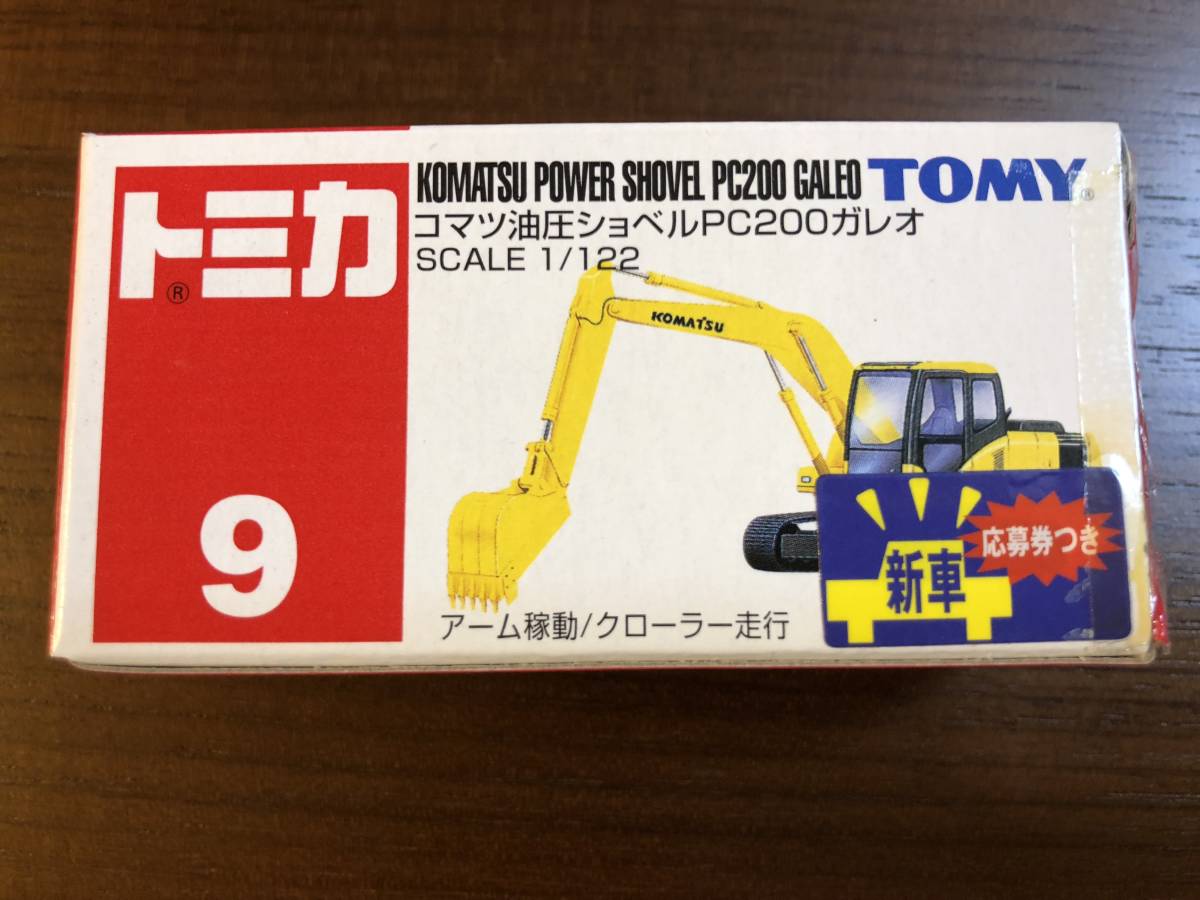 トミカ
®
9
KOMATSU POWER SHOVEL PC200 GALEO
TOMY®
コマツ油圧ショベルPC200ガレオ
SCALE 1/122
KOMATSU
新車
応募券つき
アーム稼動/クローラー走行